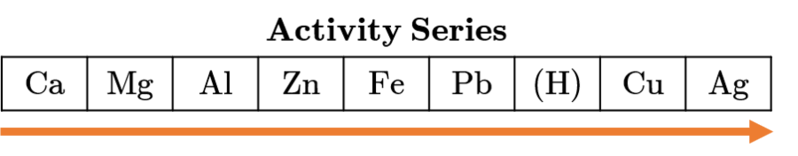 Activity Series
Ca Mg Al Zn Fe Pb (H) Cu Ag